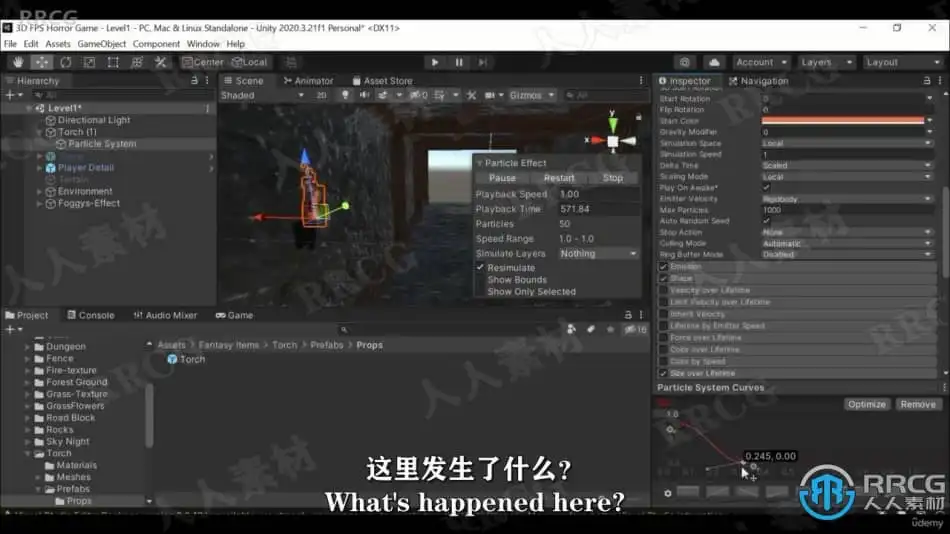 3D FPS Horror Game - Level1 - PC, Mac & Linux Standalone - Unity 2020.3.21f1 Personal* <DX11>
File Edit Assets GameObject Component Window Help
Center Local Account Layers Layout
Hierarchy Scene Animator Asset Store Inspector Navigation
All Shaded 2D Gizmos All
Level1*
Directional Light
Torch (1)
Particle System
Player Detail
Terrain
Environment
Foggys-Effect
y
x
Particle Effect
Pause Restart Stop
Playback Speed 1.00
Playback Time 571.84
Particles 50
Speed Range 1.0 - 1.0
Simulate Layers Nothing
Resimulate
Show Bounds
Show Only Selected
Start Rotation 0
Flip Rotation 0
Start Color
Gravity Modifier 0
Simulation Space Local
Simulation Speed 1
Delta Time Scaled
Scaling Mode Local
Play On Awake*
Emitter Velocity Rigidbody
Max Particles 1000
Auto Random Seed
Stop Action None
Culling Mode Automatic
Ring Buffer Mode Disabled
Emission
Shape
Velocity over Lifetime
Limit Velocity over Lifetime
Inherit Velocity
Lifetime by Emitter Speed
Force over Lifetime
Color over Lifetime
Color by Speed
Size over Lifetime
Particle System Curves
Optimize Remove
1.0
0.245, 0.00
Project Console Audio Mixer Game
16
Dungeon
Fence
Fire-texture
Forest Ground
Grass-Texture
GrassFlowers
Road Block
Rocks
Sky Night
Torch
Materials
Meshes
Prefabs
Props
Assets > Fantasy Items > Torch > Prefabs > Props
Torch
这里发生了什么?
What's happened here?
RRCG
人人素材
ûdemy